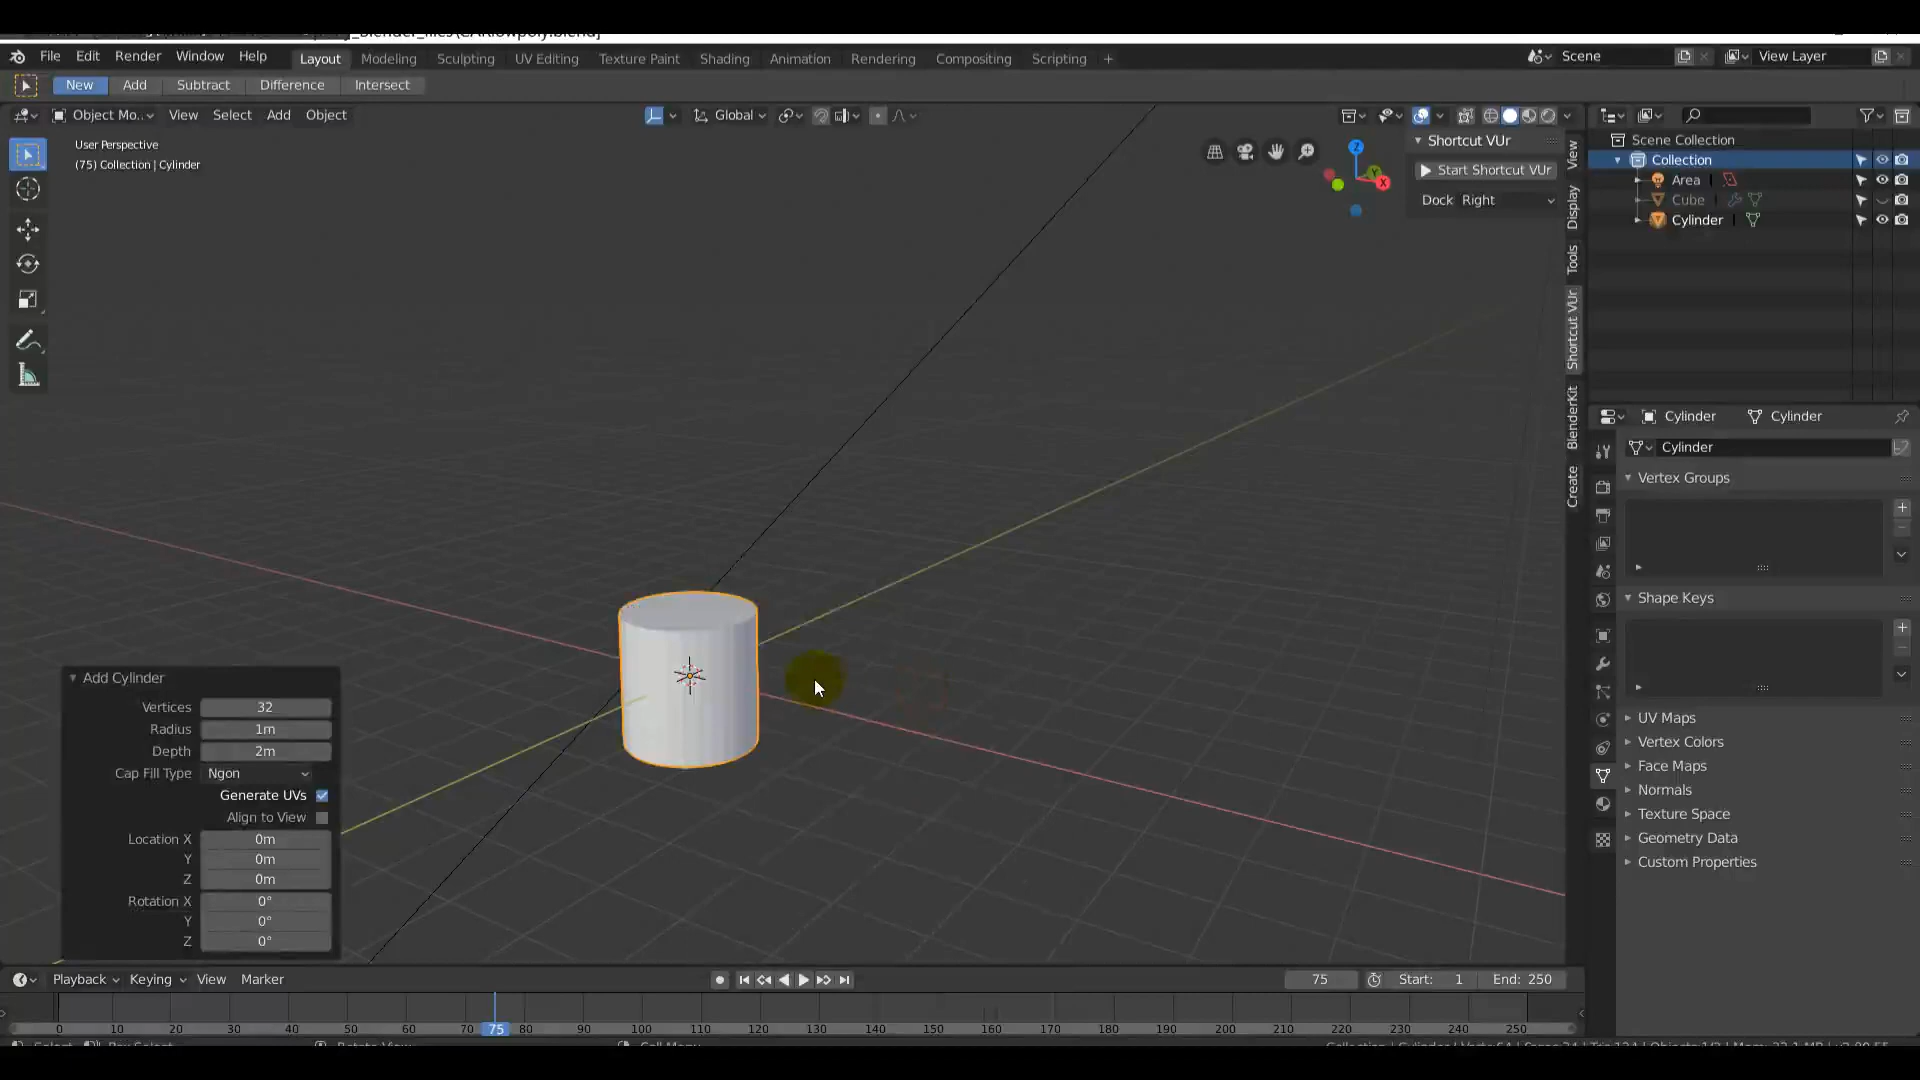 File Edit Render Window Help Layout Modeling Sculpting UV Editing Texture Paint Shading Animation Rendering Compositing Scripting + Scene View Layer
New Add Subtract Difference Intersect
Object Mo.. View Select Add Object Global
User Perspective
(75) Collection | Cylinder
Z
Y
X
Shortcut VUr
Start Shortcut VUr
Dock Right
View
Display
Tools
Shortcut VUr
BlenderKit
Create
Scene Collection
Collection
Area
Cube
Cylinder
Cylinder Cylinder
Cylinder
Vertex Groups
Shape Keys
UV Maps
Vertex Colors
Face Maps
Normals
Texture Space
Geometry Data
Custom Properties
Add Cylinder
Vertices 32
Radius 1m
Depth 2m
Cap Fill Type Ngon
Generate UVs
Align to View
Location X 0m
Y 0m
Z 0m
Rotation X 0°
Y 0°
Z 0°
Playback Keying View Marker 75 Start: 1 End: 250
0 10 20 30 40 50 60 70 75 80 90 100 110 120 130 140 150 160 170 180 190 200 210 220 230 240 250